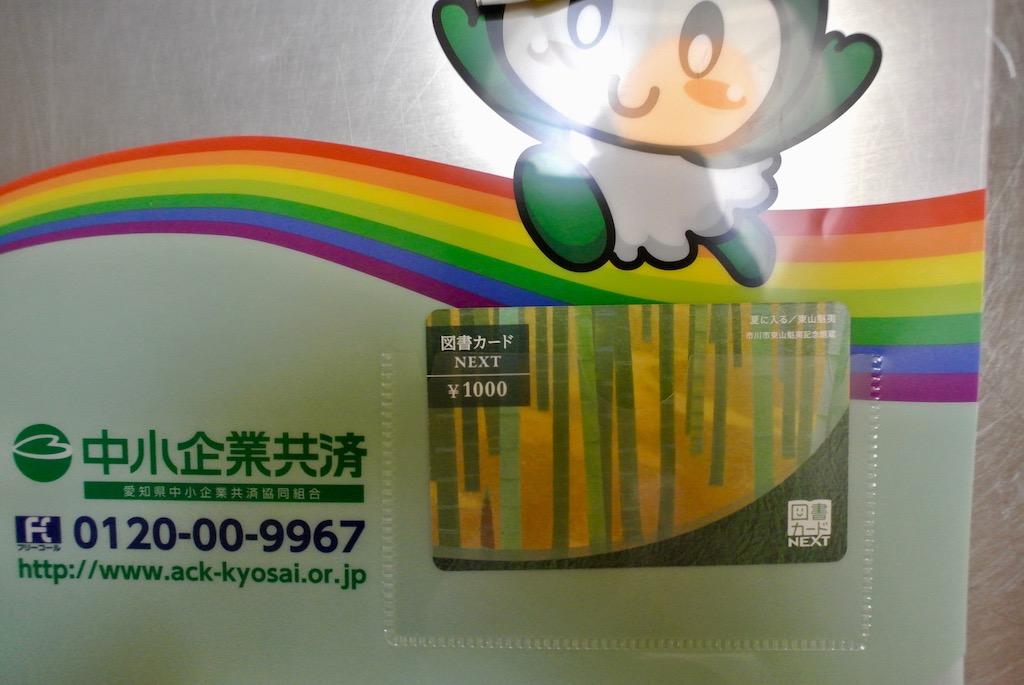 図書カード
NEXT
¥1000
夏に入る／東山魁夷
市川市東山魁夷記念館蔵
図書
カード
NEXT
中小企業共済
愛知県中小企業共済協同組合
フリーコール
0120-00-9967
http://www.ack-kyosai.or.jp